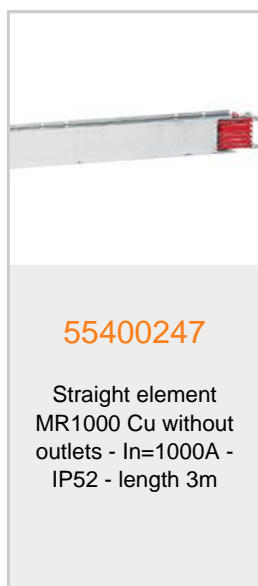 55400247
Straight element
MR1000 Cu without
outlets - In=1000A -
IP52 - length 3m